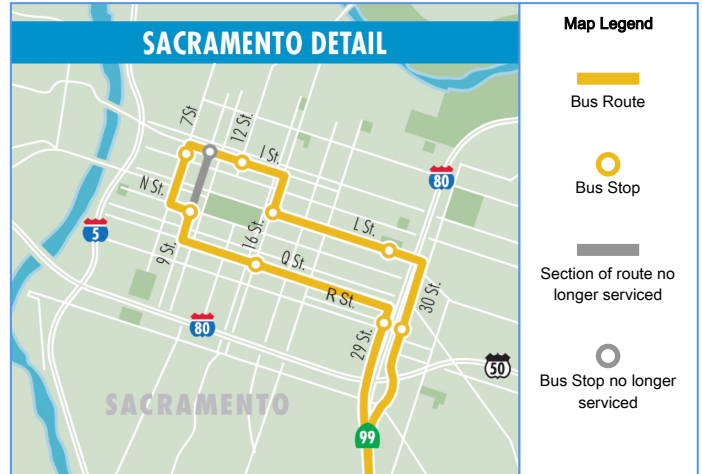 SACRAMENTO DETAIL
7St
12 St.
I St.
N St.
80
5
16 St.
L St.
9 St.
Q St.
R St.
30 St.
80
29 St.
50
SACRAMENTO
99
Map Legend
Bus Route
Bus Stop
Section of route no
longer serviced
Bus Stop no longer
serviced